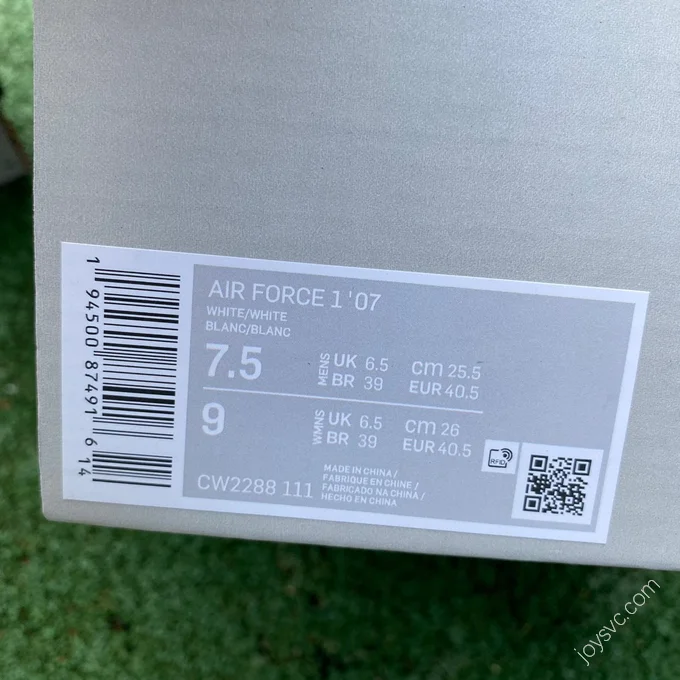 1 94500 87491 614
AIR FORCE 1 '07
WHITE/WHITE
BLANC/BLANC
7.5
MENS
UK 6.5
BR 39
cm 25.5
EUR 40.5
9
WMNS
UK 6.5
BR 39
cm 26
EUR 40.5
CW2288 111
MADE IN CHINA /
FABRIQUE EN CHINE /
FABRICADO NA CHINA /
HECHO EN CHINA
RFID
joysvc.com